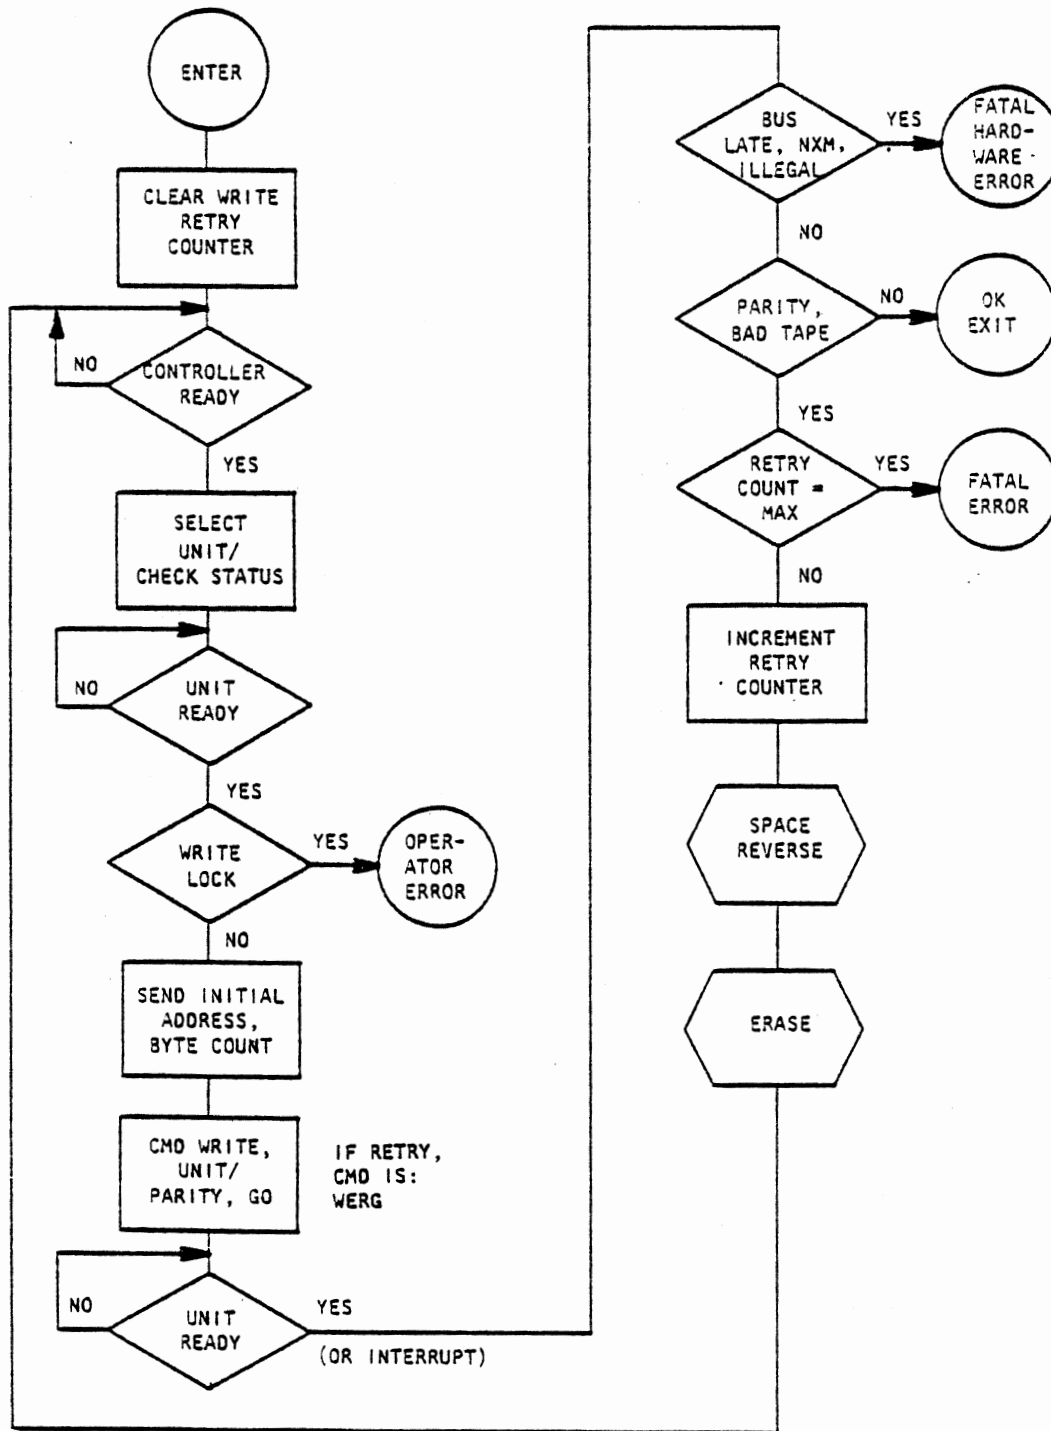 ENTER
CLEAR WRITE
RETRY
COUNTER
NO
CONTROLLER
READY
YES
SELECT
UNIT/
CHECK STATUS
NO
UNIT
READY
YES
WRITE
LOCK
YES
OPER-
ATOR
ERROR
NO
SEND INITIAL
ADDRESS,
BYTE COUNT
CMD WRITE,
UNIT/
PARITY, GO
IF RETRY,
CMD IS:
WERG
NO
UNIT
READY
YES
(OR INTERRUPT)
BUS
LATE, NXM,
ILLEGAL
YES
FATAL
HARD-
WARE
ERROR
NO
PARITY,
BAD TAPE
NO
OK
EXIT
YES
RETRY
COUNT =
MAX
YES
FATAL
ERROR
NO
INCREMENT
RETRY
COUNTER
SPACE
REVERSE
ERASE